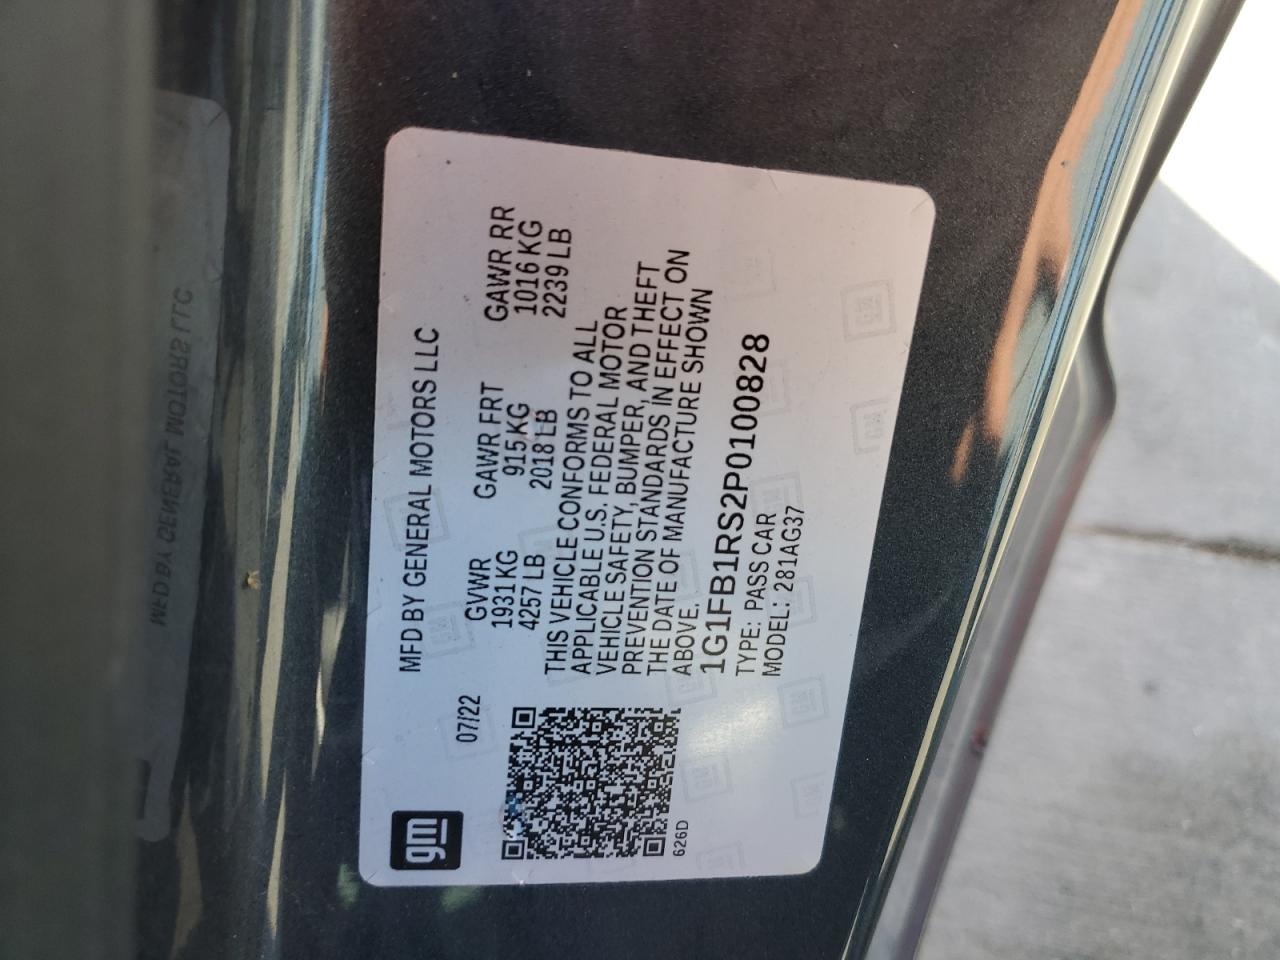 gm
MFD BY GENERAL MOTORS LLC
07/22
GVWR GAWR FRT GAWR RR
1931 KG 915 KG 1016 KG
4257 LB 2018 LB 2239 LB
THIS VEHICLE CONFORMS TO ALL
APPLICABLE U.S. FEDERAL MOTOR
VEHICLE SAFETY, BUMPER, AND THEFT
PREVENTION STANDARDS IN EFFECT ON
THE DATE OF MANUFACTURE SHOWN
ABOVE.
1G1FB1RS2P0100828
TYPE: PASS CAR
MODEL: 281AG37
626D